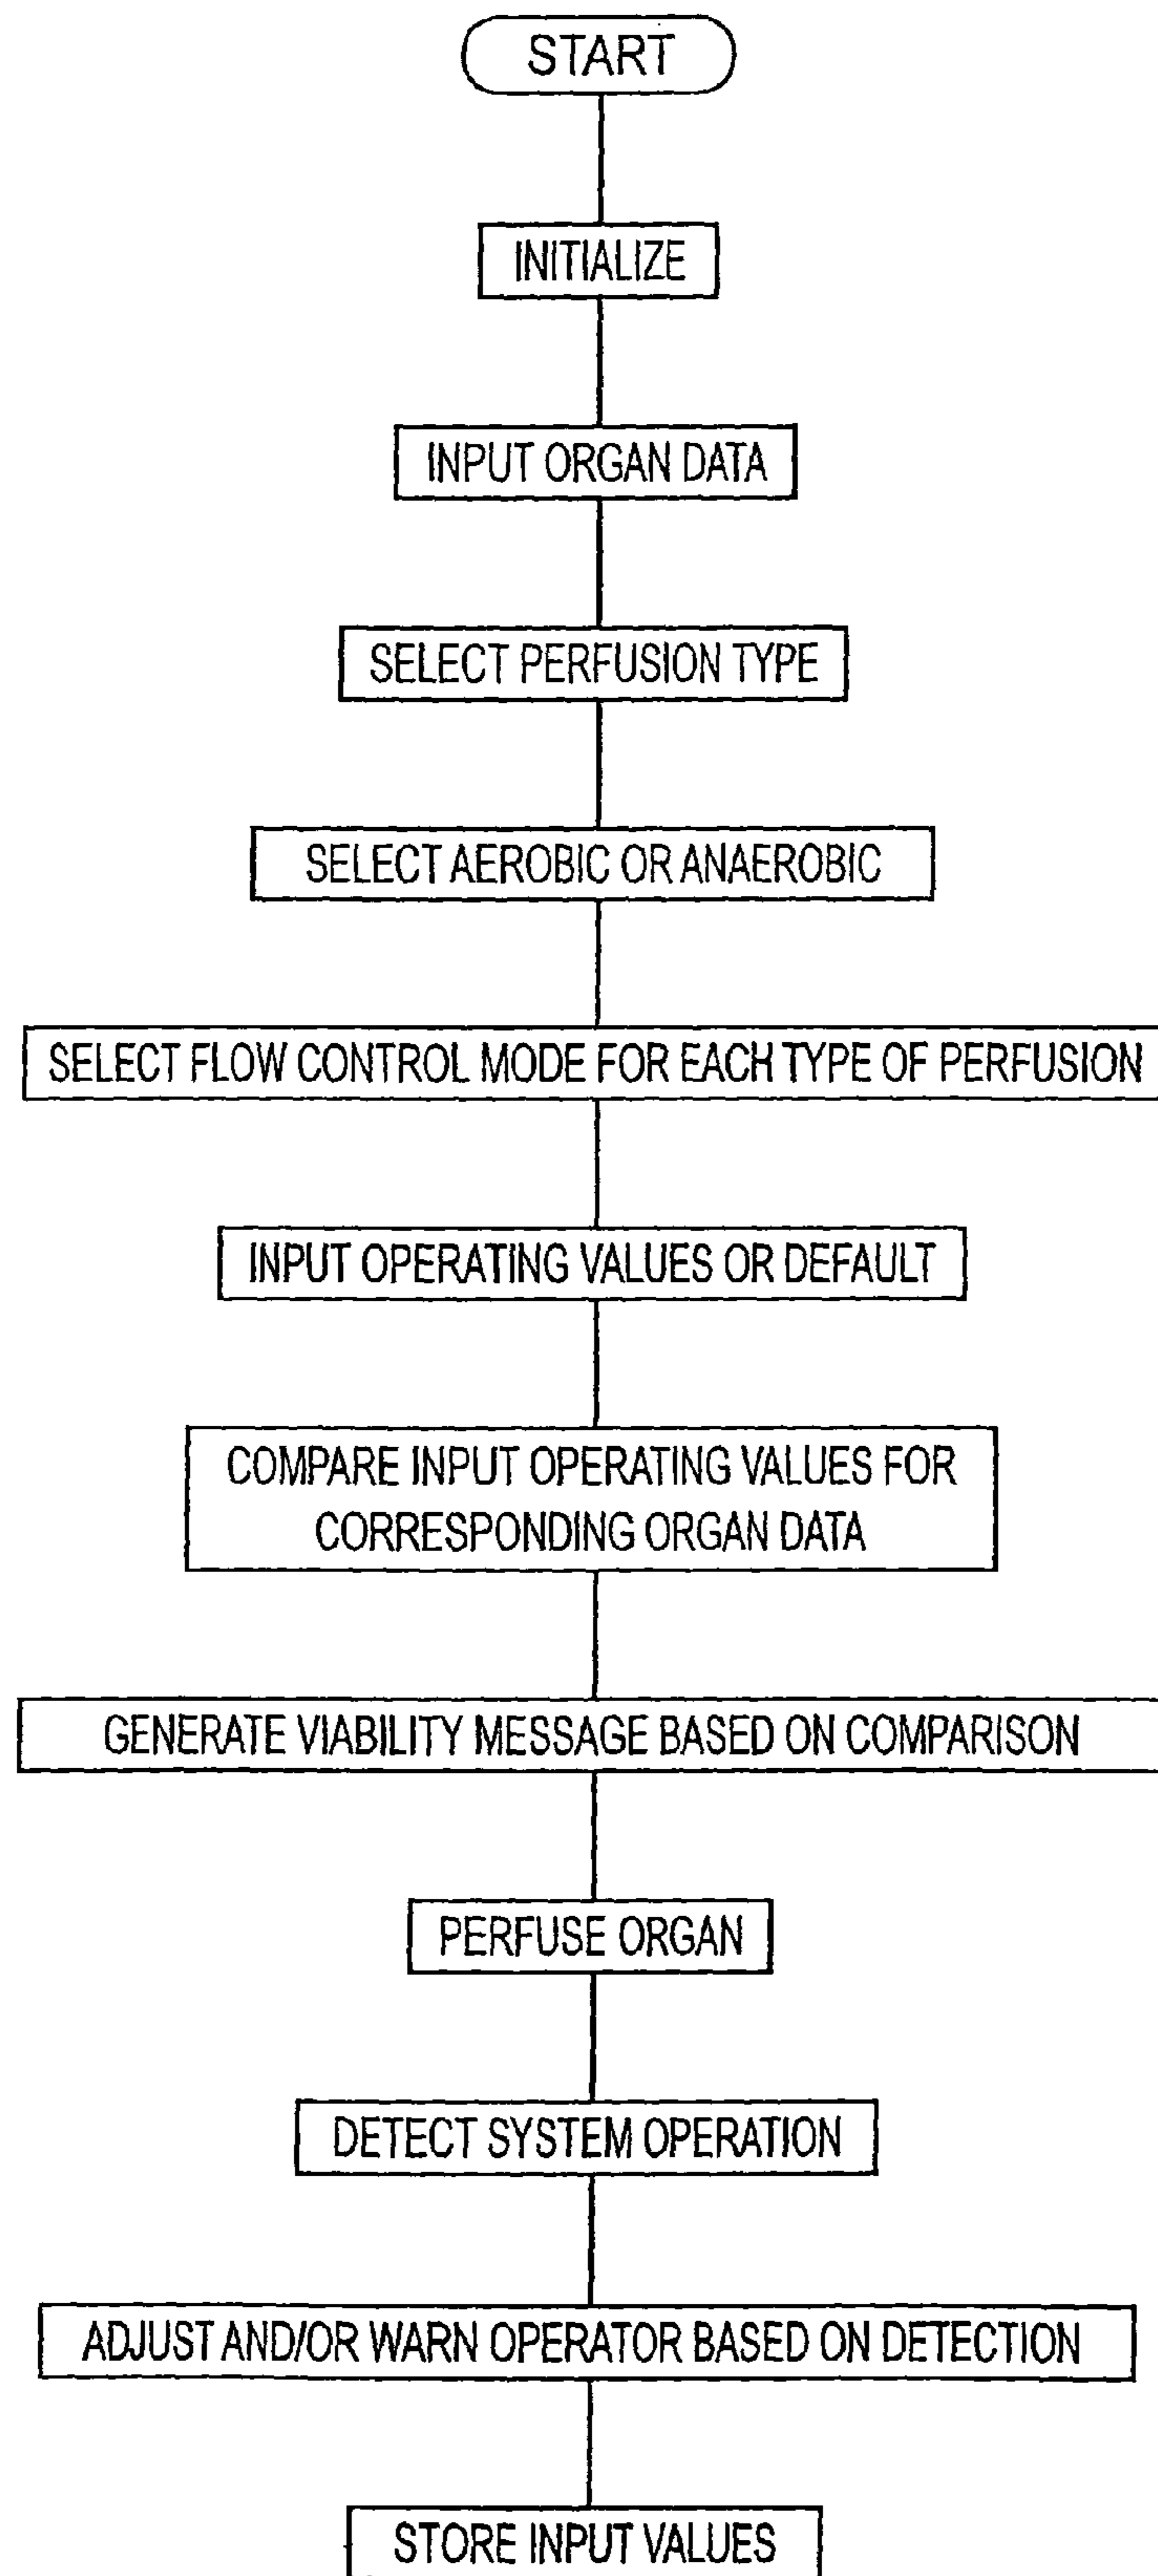 START
INITIALIZE
INPUT ORGAN DATA
SELECT PERFUSION TYPE
SELECT AEROBIC OR ANAEROBIC
SELECT FLOW CONTROL MODE FOR EACH TYPE OF PERFUSION
INPUT OPERATING VALUES OR DEFAULT
COMPARE INPUT OPERATING VALUES FOR
CORRESPONDING ORGAN DATA
GENERATE VIABILITY MESSAGE BASED ON COMPARISON
PERFUSE ORGAN
DETECT SYSTEM OPERATION
ADJUST AND/OR WARN OPERATOR BASED ON DETECTION
STORE INPUT VALUES